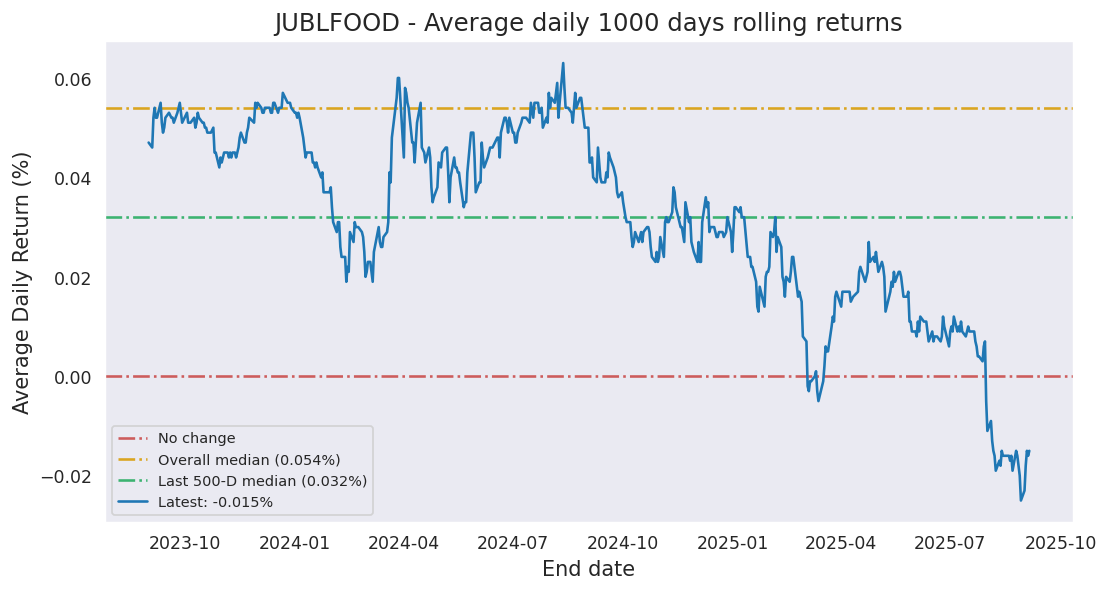 JUBLFOOD - Average daily 1000 days rolling returns
Average Daily Return (%)
0.06
0.04
0.02
0.00
−0.02
No change
Overall median (0.054%)
Last 500-D median (0.032%)
Latest: -0.015%
2023-10 2024-01 2024-04 2024-07 2024-10 2025-01 2025-04 2025-07 2025-10
End date